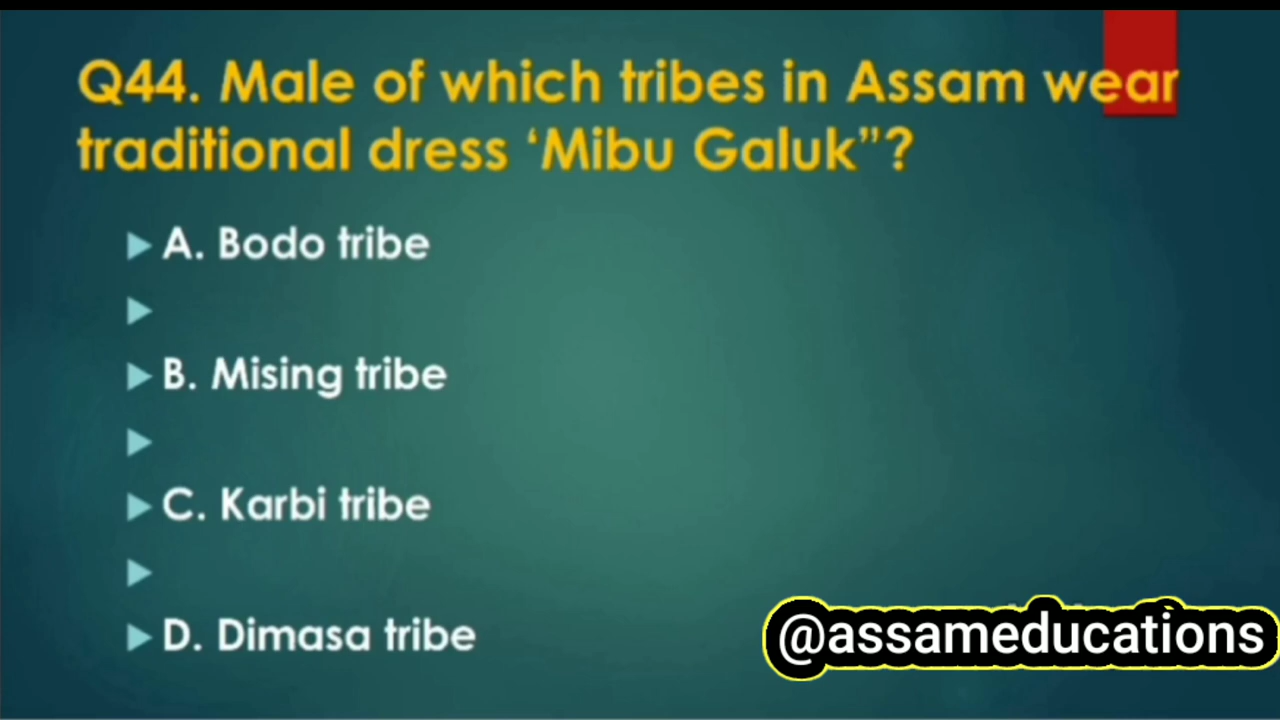 Q44. Male of which tribes in Assam wear
traditional dress ‘Mibu Galuk”?
A. Bodo tribe
B. Mising tribe
C. Karbi tribe
D. Dimasa tribe
@assameducations